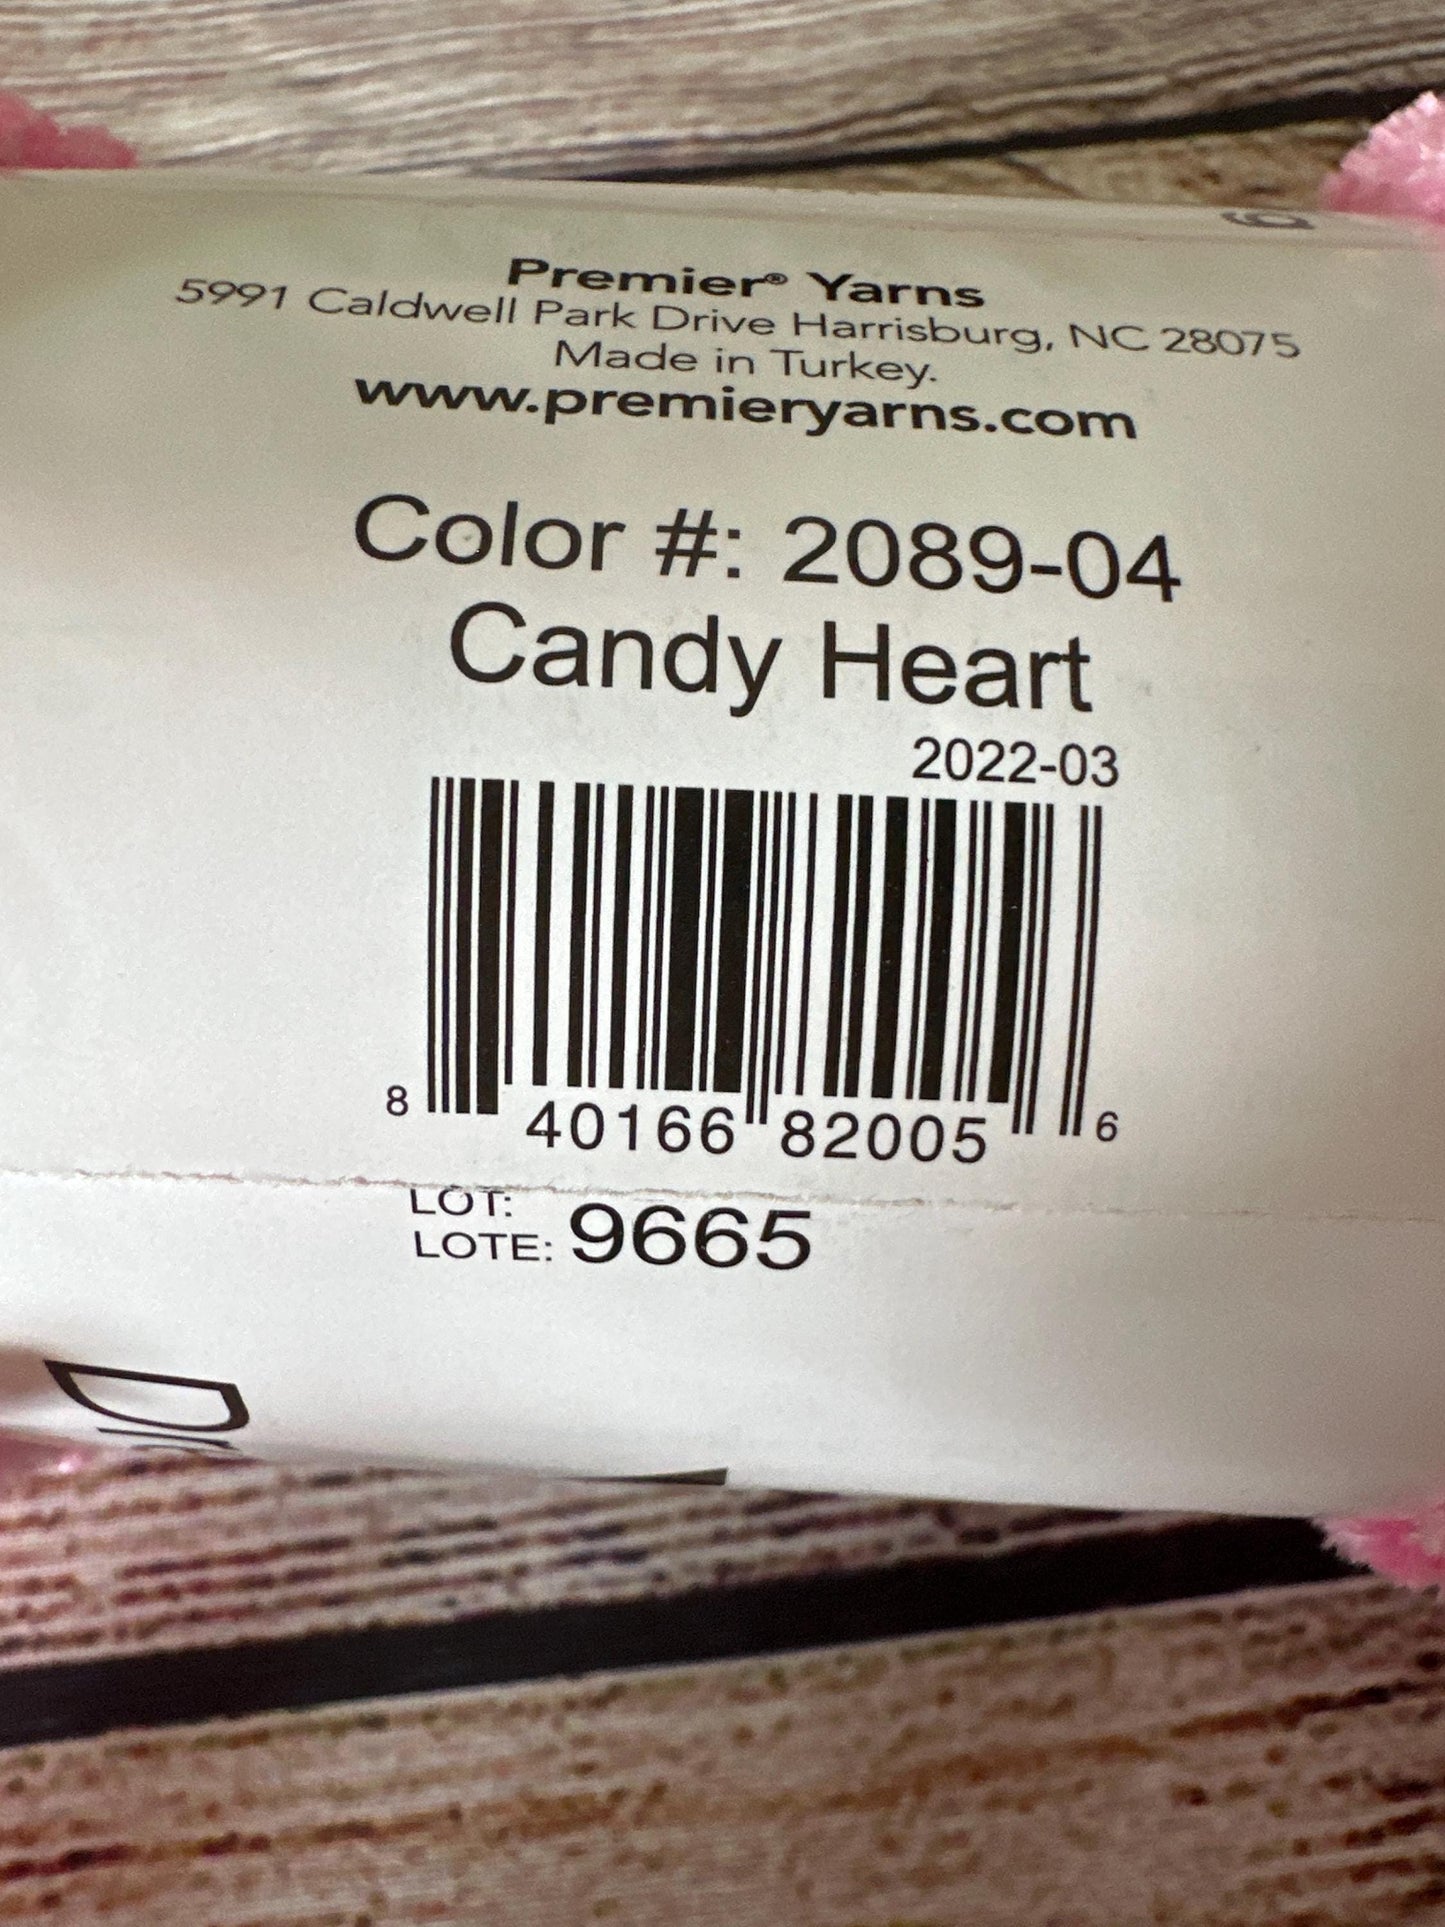 Premier® Yarns
5991 Caldwell Park Drive Harrisburg, NC 28075
Made in Turkey.
www.premieryarns.com
Color #: 2089-04
Candy Heart
2022-03
8 40166 82005 6
LOT:
LOTE: 9665